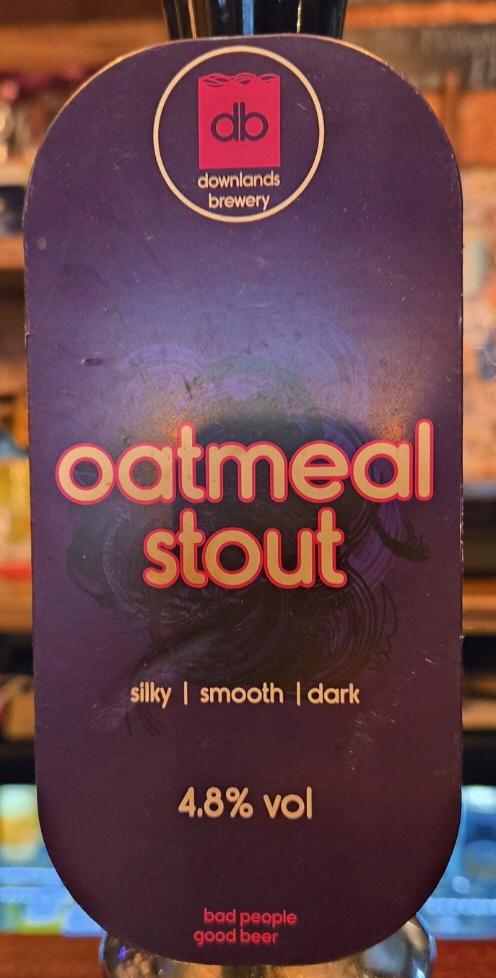 db
downlands
brewery
oatmeal
stout
silky | smooth | dark
4.8% vol
bad people
good beer